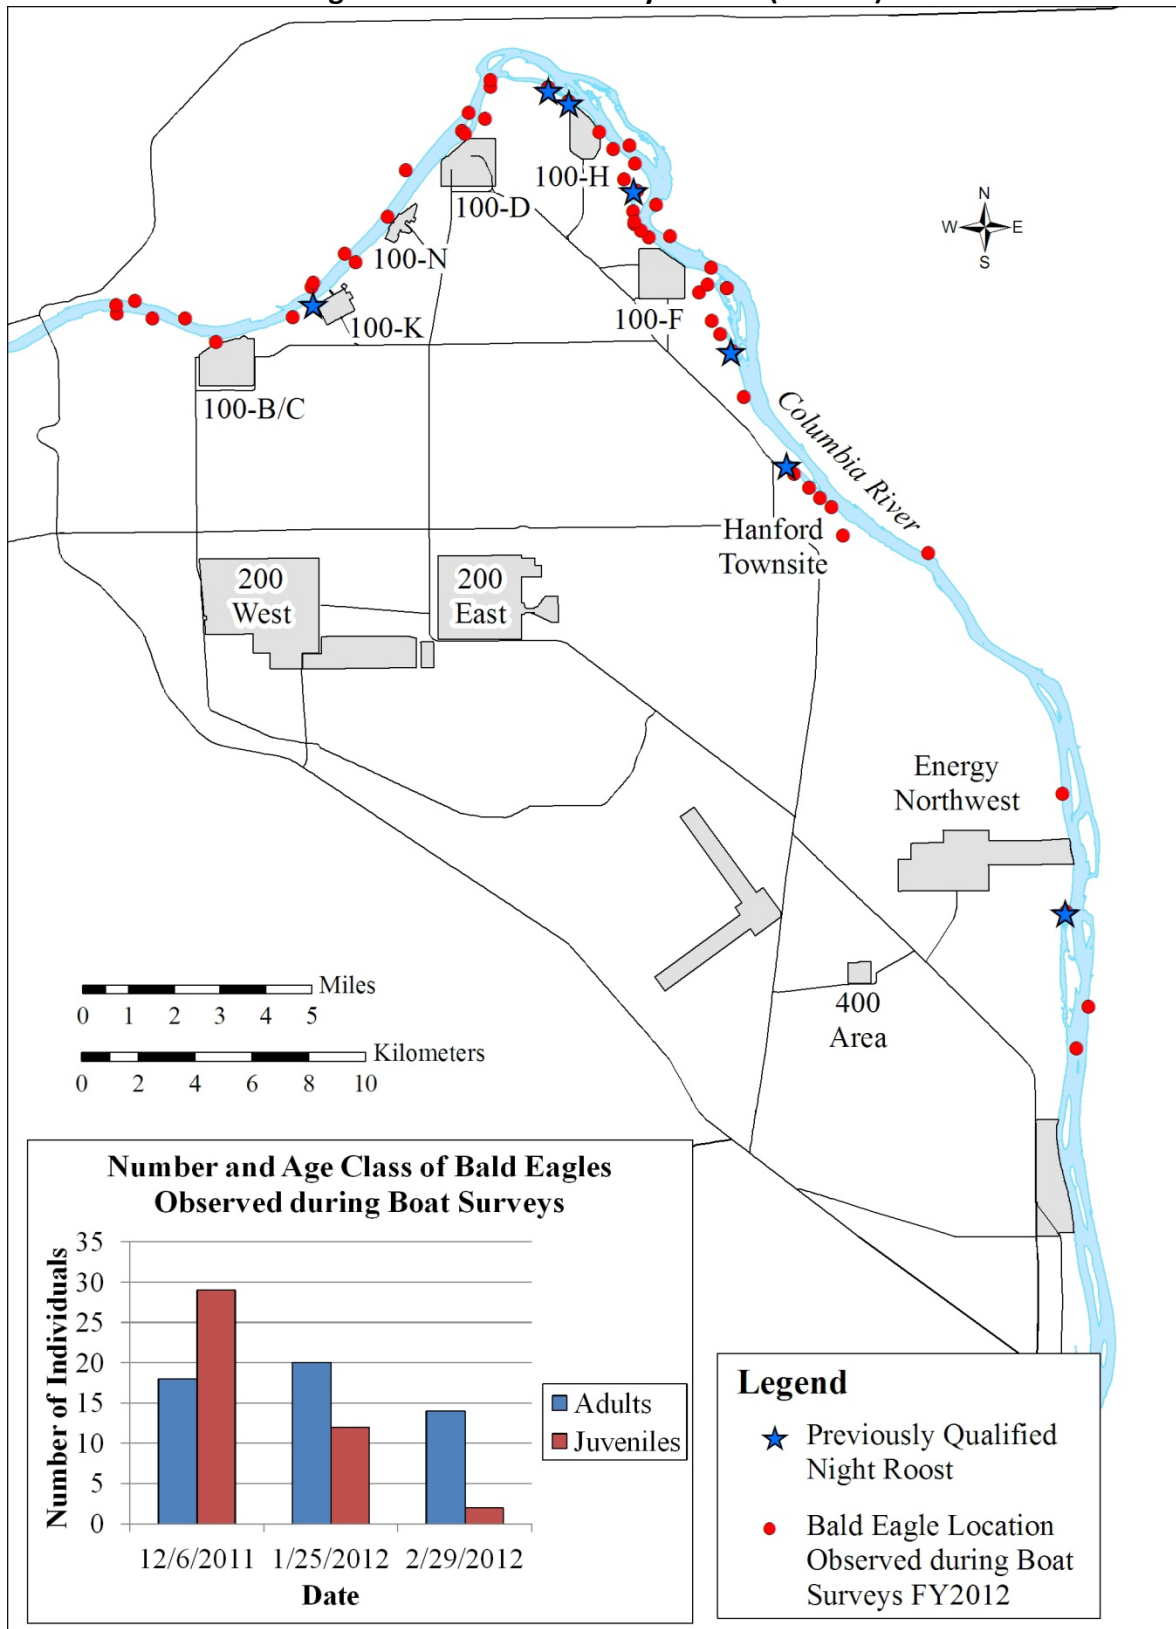 N
W E
S
100-H
100-D
100-N
100-F
100-K
100-B/C
Columbia River
Hanford
Townsite
200
West
200
East
Energy
Northwest
Miles
0 1 2 3 4 5
Kilometers
0 2 4 6 8 10
400
Area
Number and Age Class of Bald Eagles
Observed during Boat Surveys
Number of Individuals
35
30
25
20
15
10
5
0
12/6/2011 1/25/2012 2/29/2012
Date
Adults
Juveniles
Legend
Previously Qualified
Night Roost
Bald Eagle Location
Observed during Boat
Surveys FY2012